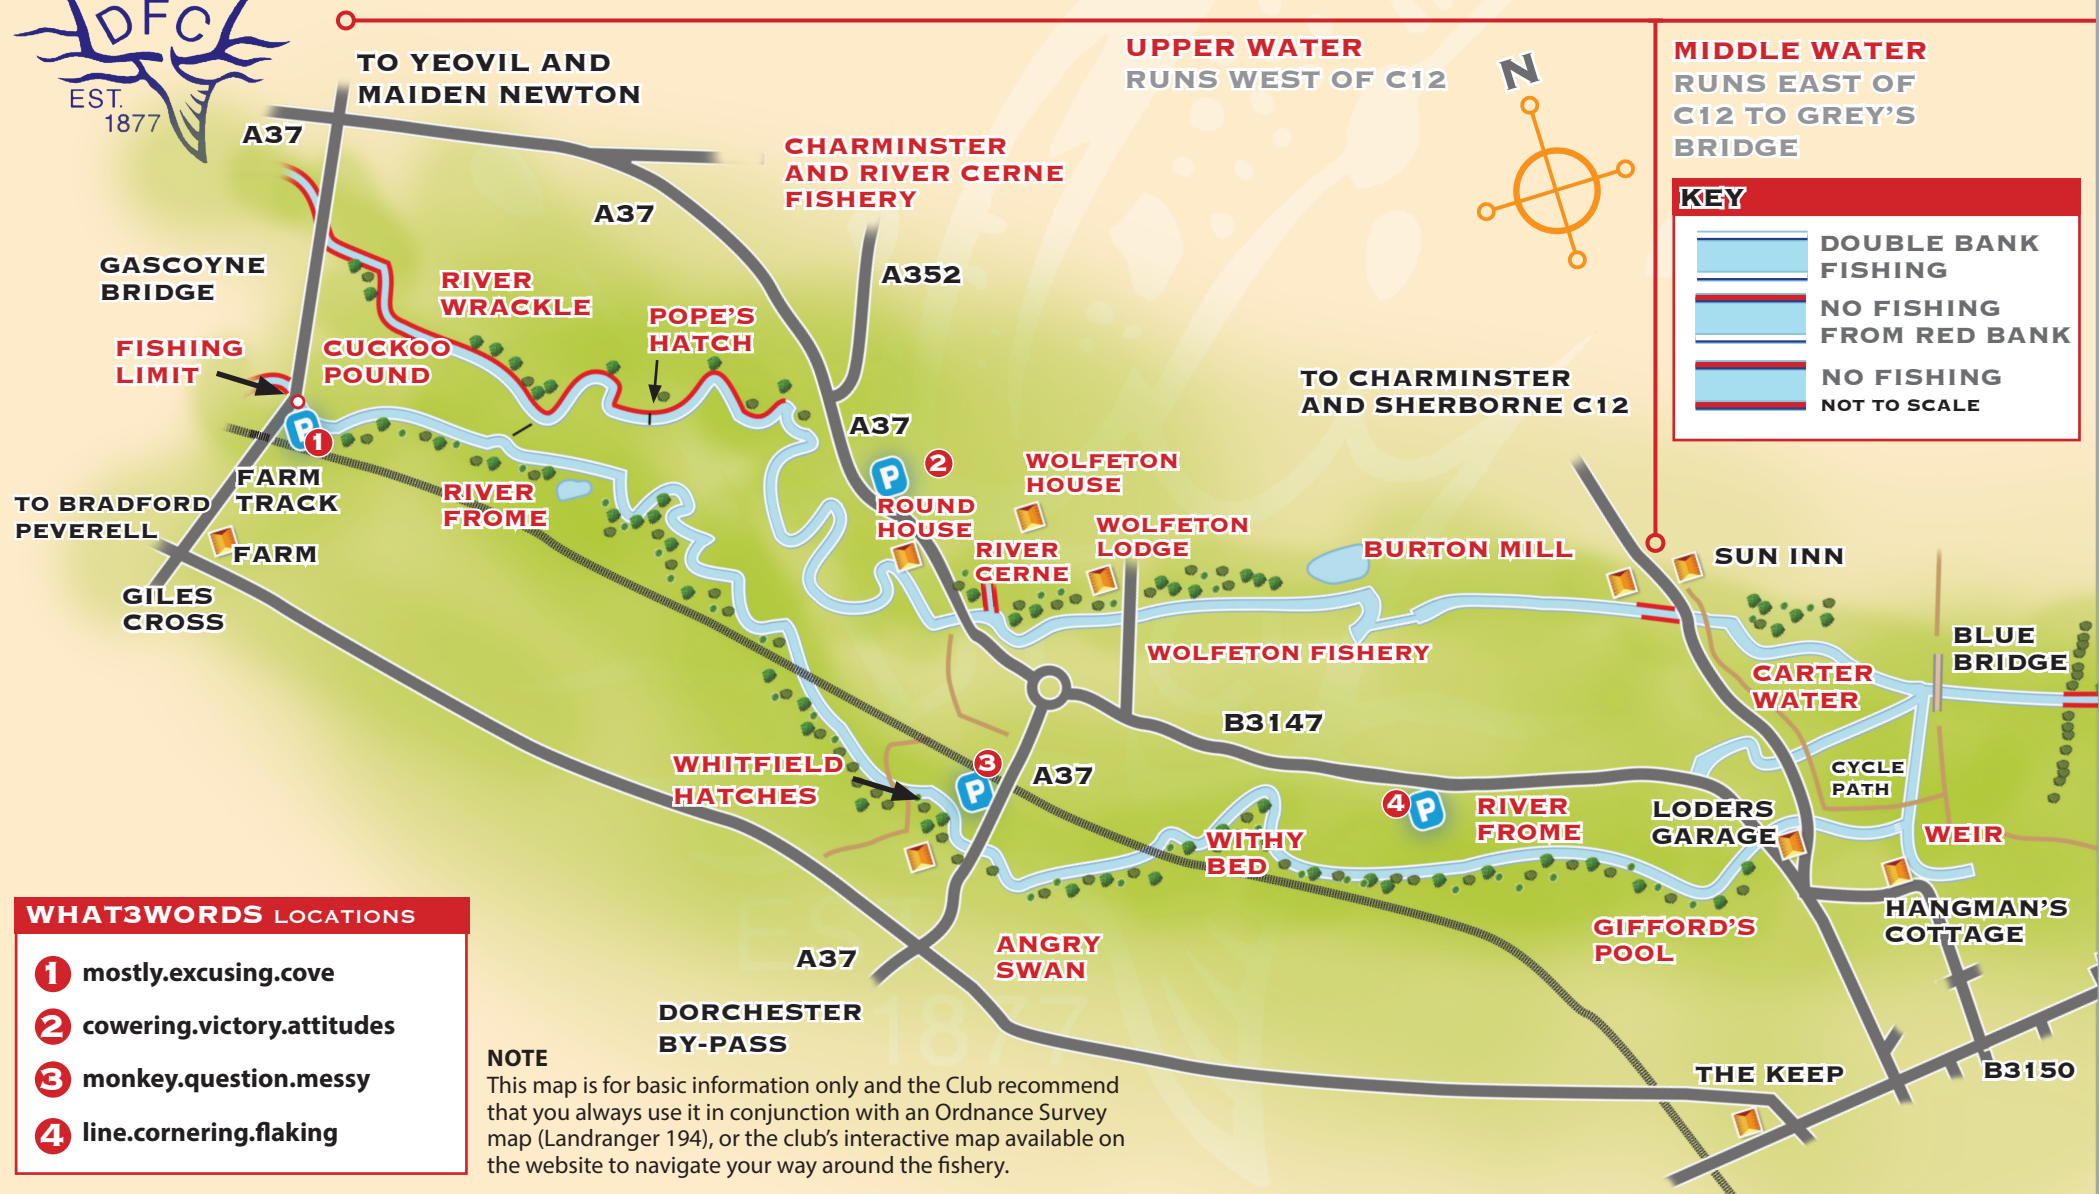 DFC
EST.
1877
TO YEOVIL AND
MAIDEN NEWTON
UPPER WATER
RUNS WEST OF C12
N
MIDDLE WATER
RUNS EAST OF
C12 TO GREY'S
BRIDGE
KEY
DOUBLE BANK
FISHING
NO FISHING
FROM RED BANK
NO FISHING
NOT TO SCALE
A37
A37
CHARMINSTER
AND RIVER CERNE
FISHERY
A352
GASCOYNE
BRIDGE
RIVER
WRACKLE
POPE'S
HATCH
FISHING
LIMIT
CUCKOO
POUND
TO CHARMINSTER
AND SHERBORNE C12
A37
P
1
P
2
FARM
TRACK
TO BRADFORD
PEVERELL
RIVER
FROME
ROUND
HOUSE
WOLFETON
HOUSE
WOLFETON
LODGE
RIVER
CERNE
BURTON MILL
SUN INN
FARM
GILES
CROSS
WOLFETON FISHERY
BLUE
BRIDGE
CARTER
WATER
B3147
WHITFIELD
HATCHES
3
P
A37
CYCLE
PATH
4
P
RIVER
FROME
LODERS
GARAGE
WEIR
WITHY
BED
HANGMAN'S
COTTAGE
GIFFORD'S
POOL
ANGRY
SWAN
A37
DORCHESTER
BY-PASS
EST
1877
THE KEEP
B3150
WHAT3WORDS LOCATIONS
1 mostly.excusing.cove
2 cowering.victory.attitudes
3 monkey.question.messy
4 line.cornering.flaking
NOTE
This map is for basic information only and the Club recommend
that you always use it in conjunction with an Ordnance Survey
map (Landranger 194), or the club's interactive map available on
the website to navigate your way around the fishery.